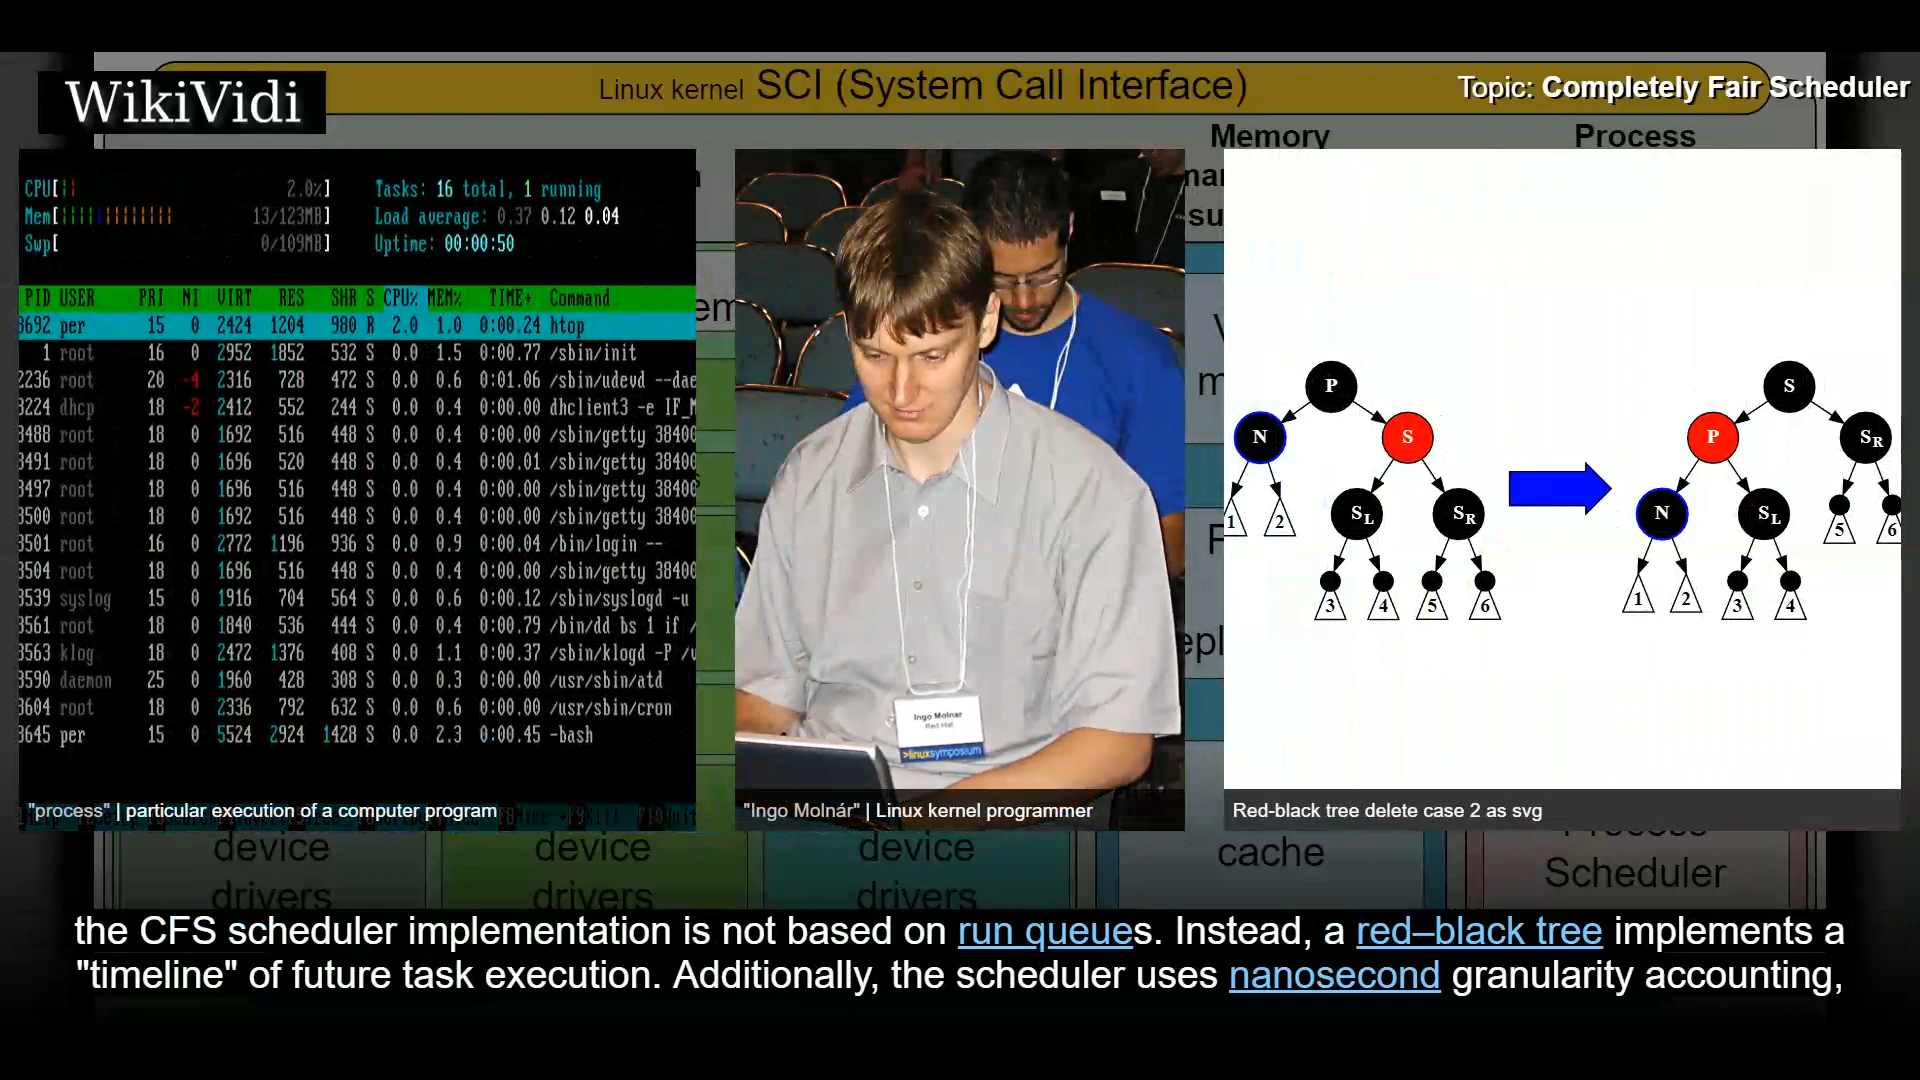 Linux kernel SCI (System Call Interface)
WikiVidi
Topic: Completely Fair Scheduler
Memory
Process
CPU[ 2.0%] Tasks: 16 total, 1 running
Mem[ 13/123MB] Load average: 0.37 0.12 0.04
Swp[ 0/109MB] Uptime: 00:00:50
PID USER PRI NI VIRT RES SHR S CPU% MEM% TIME+ Command
3692 per 15 0 2424 1204 980 R 2.0 1.0 0:00.24 htop
1 root 16 0 2952 1852 532 S 0.0 1.5 0:00.77 /sbin/init
2236 root 20 -4 2316 728 472 S 0.0 0.6 0:01.06 /sbin/udevd --dae
3224 dhcp 18 -2 2412 552 244 S 0.0 0.4 0:00.00 dhclient3 -e IF_M
3488 root 18 0 1692 516 448 S 0.0 0.4 0:00.00 /sbin/getty 38400
3491 root 18 0 1696 520 448 S 0.0 0.4 0:00.01 /sbin/getty 38400
3497 root 18 0 1696 516 448 S 0.0 0.4 0:00.00 /sbin/getty 38400
3500 root 18 0 1692 516 448 S 0.0 0.4 0:00.00 /sbin/getty 38400
3501 root 16 0 2772 1196 936 S 0.0 0.9 0:00.04 /bin/login --
3504 root 18 0 1696 516 448 S 0.0 0.4 0:00.00 /sbin/getty 38400
3539 syslog 15 0 1916 704 564 S 0.0 0.6 0:00.12 /sbin/syslogd -u
3561 root 18 0 1840 536 444 S 0.0 0.4 0:00.79 /bin/dd bs 1 if /
3563 klog 18 0 2472 1376 408 S 0.0 1.1 0:00.37 /sbin/klogd -P /v
3590 daemon 25 0 1960 428 308 S 0.0 0.3 0:00.00 /usr/sbin/atd
3604 root 18 0 2336 792 632 S 0.0 0.6 0:00.00 /usr/sbin/cron
3645 per 15 0 5524 2924 1428 S 0.0 2.3 0:00.45 -bash
"process" | particular execution of a computer program
Ingo Molnar
Red Hat
>linuxsymposium
"Ingo Molnár" | Linux kernel programmer
P S
N S P SR
SL SR N SL 5 6
1 2 1 2 3 4
3 4 5 6
Red-black tree delete case 2 as svg
device device device cache Process
drivers drivers drivers Scheduler
the CFS scheduler implementation is not based on run queues. Instead, a red–black tree implements a
"timeline" of future task execution. Additionally, the scheduler uses nanosecond granularity accounting,